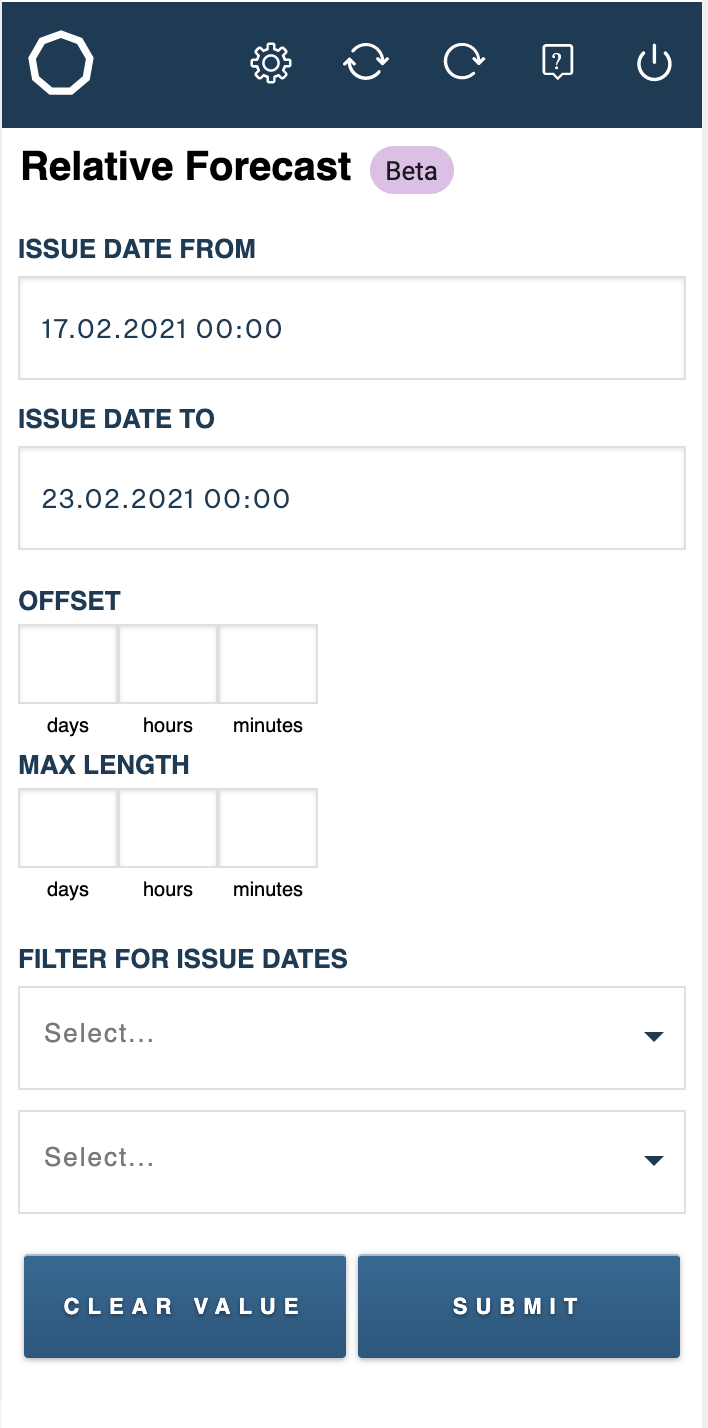 ?
Relative Forecast Beta
ISSUE DATE FROM
17.02.2021 00:00
ISSUE DATE TO
23.02.2021 00:00
OFFSET
days hours minutes
MAX LENGTH
days hours minutes
FILTER FOR ISSUE DATES
Select...
Select...
CLEAR VALUE SUBMIT